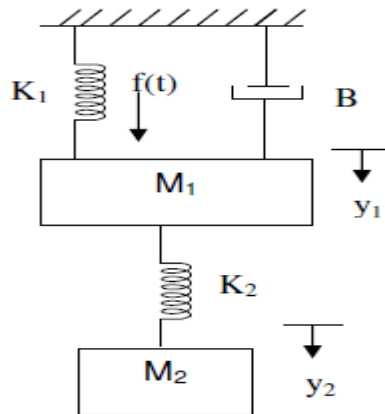 K₁
f(t)
B
M₁
y₁
K₂
M₂
y₂